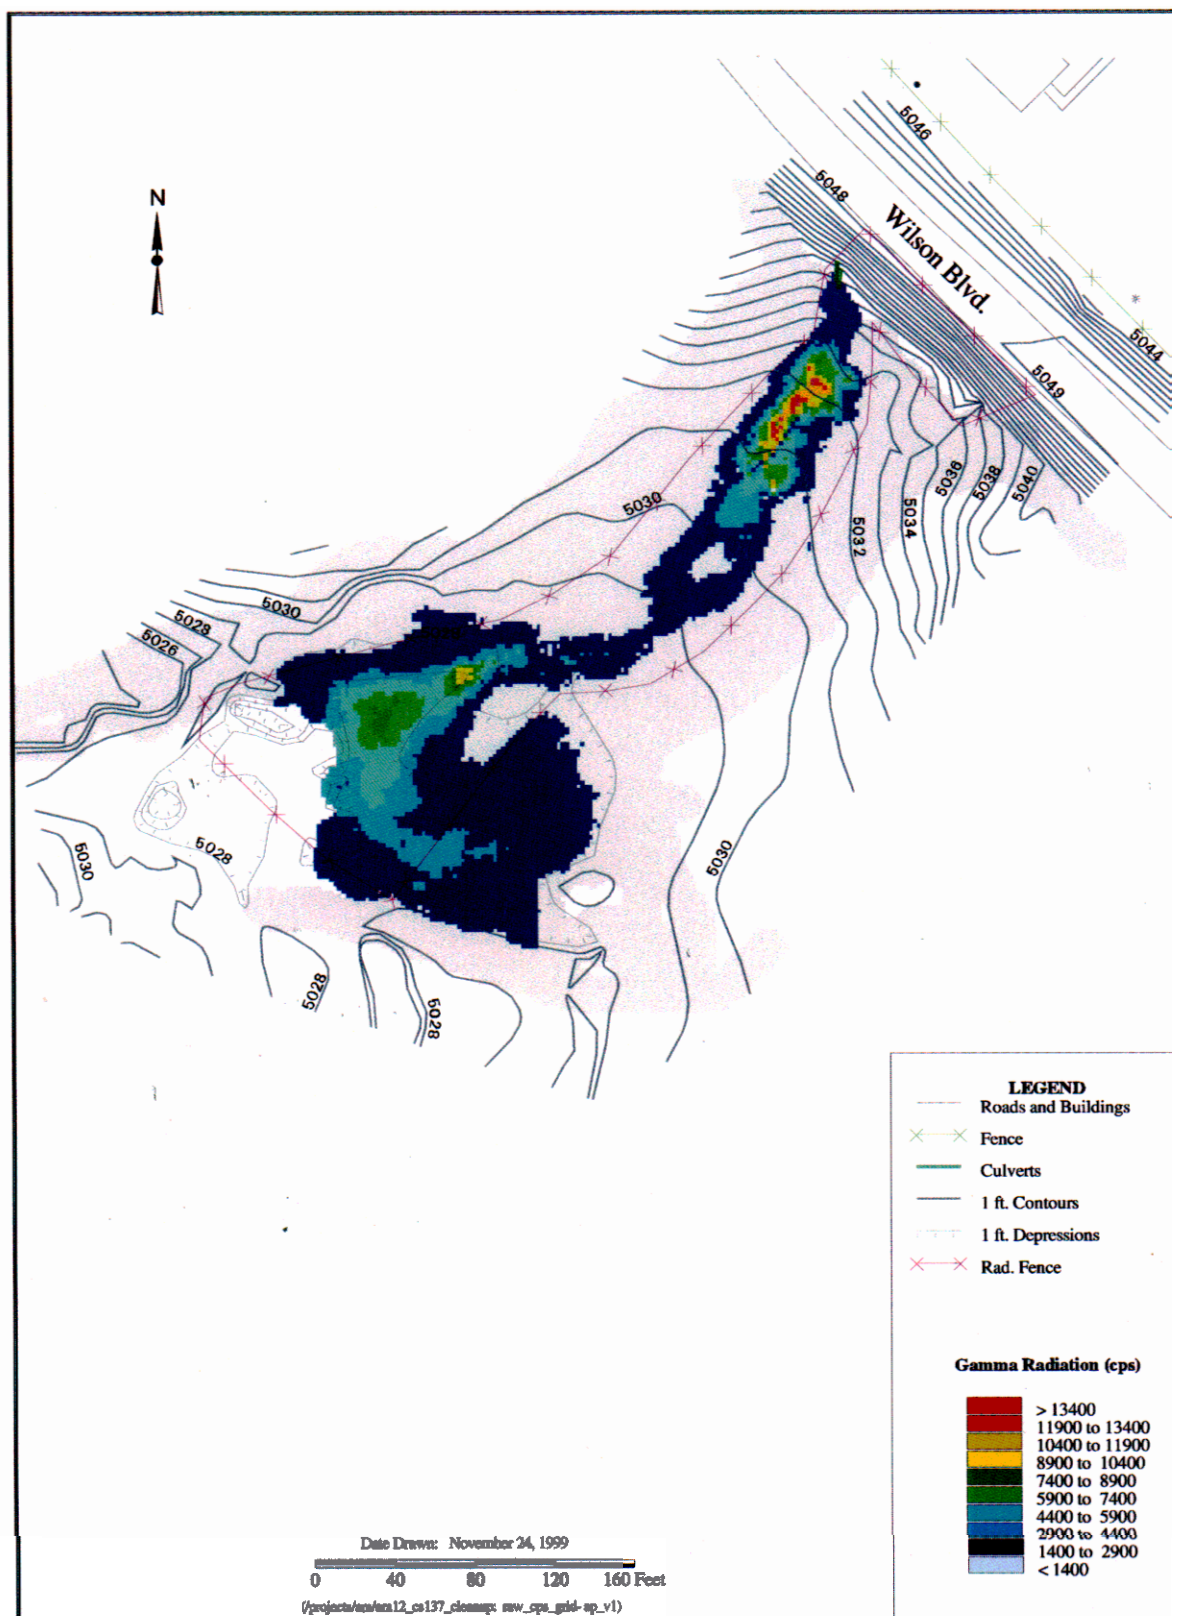 N
5046
5048
Wilson Blvd.
5044
5049
5030
5036
5038
5040
5034
5032
5030
5028
5026
5028
5030
5030
5028
5028
LEGEND
Roads and Buildings
Fence
Culverts
1 ft. Contours
1 ft. Depressions
Rad. Fence
Gamma Radiation (cps)
> 13400
11900 to 13400
10400 to 11900
8900 to 10400
7400 to 8900
5900 to 7400
4400 to 5900
2900 to 4400
1400 to 2900
< 1400
Date Drawn: November 24, 1999
0 40 80 120 160 Feet